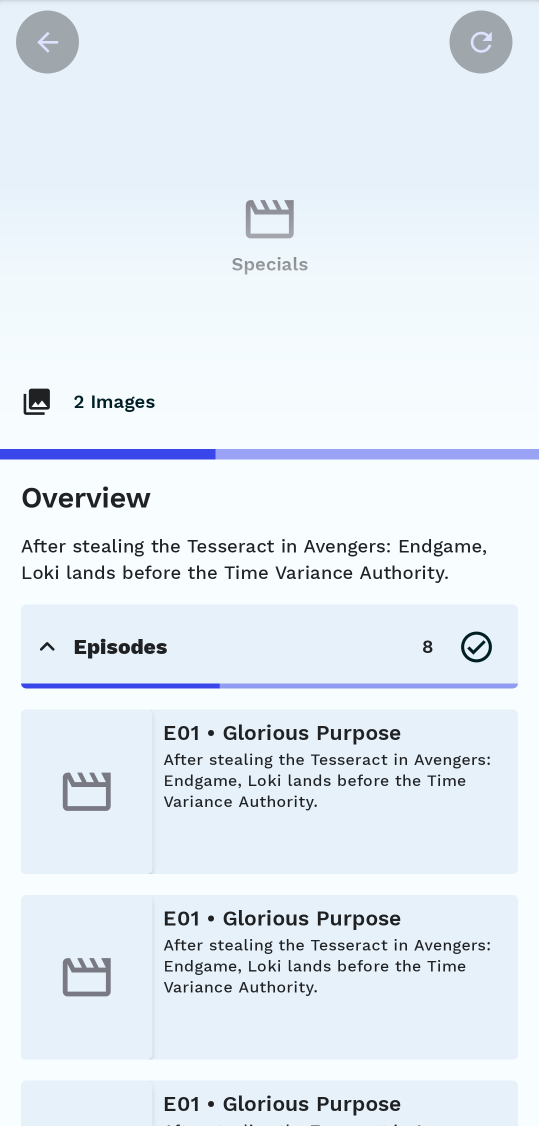 Specials
2 Images
Overview
After stealing the Tesseract in Avengers: Endgame,
Loki lands before the Time Variance Authority.
Episodes 8
E01 • Glorious Purpose
After stealing the Tesseract in Avengers:
Endgame, Loki lands before the Time
Variance Authority.
E01 • Glorious Purpose
After stealing the Tesseract in Avengers:
Endgame, Loki lands before the Time
Variance Authority.
E01 • Glorious Purpose